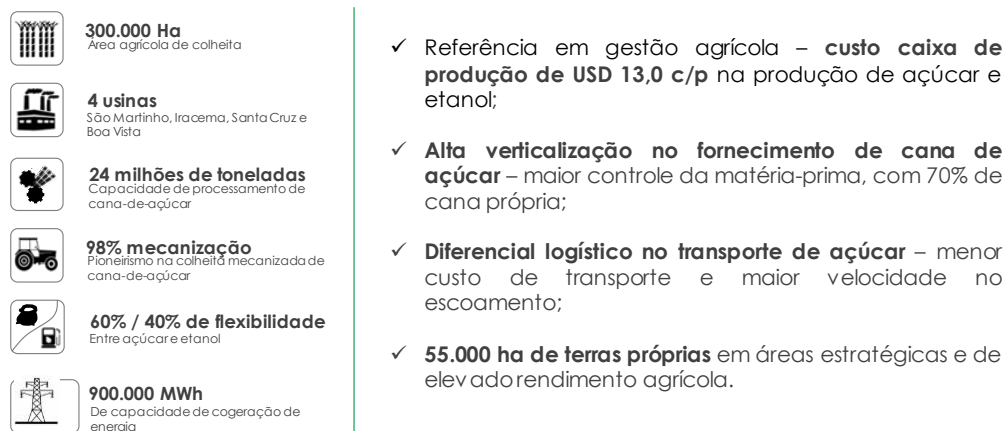 300.000 Ha
Área agrícola de colheita
4 usinas
São Martinho, Iracema, Santa Cruz e
Boa Vista
24 milhões de toneladas
Capacidade de processamento de
cana-de-açúcar
98% mecanização
Pioneirismo na colheita mecanizada de
cana-de-açúcar
60% / 40% de flexibilidade
Entre açúcar e etanol
900.000 MWh
De capacidade de cogeração de
energia
✓ Referência em gestão agrícola – custo caixa de
produção de USD 13,0 c/p na produção de açúcar e
etanol;
✓ Alta verticalização no fornecimento de cana de
açúcar – maior controle da matéria-prima, com 70% de
cana própria;
✓ Diferencial logístico no transporte de açúcar – menor
custo de transporte e maior velocidade no
escoamento;
✓ 55.000 ha de terras próprias em áreas estratégicas e de
elevado rendimento agrícola.